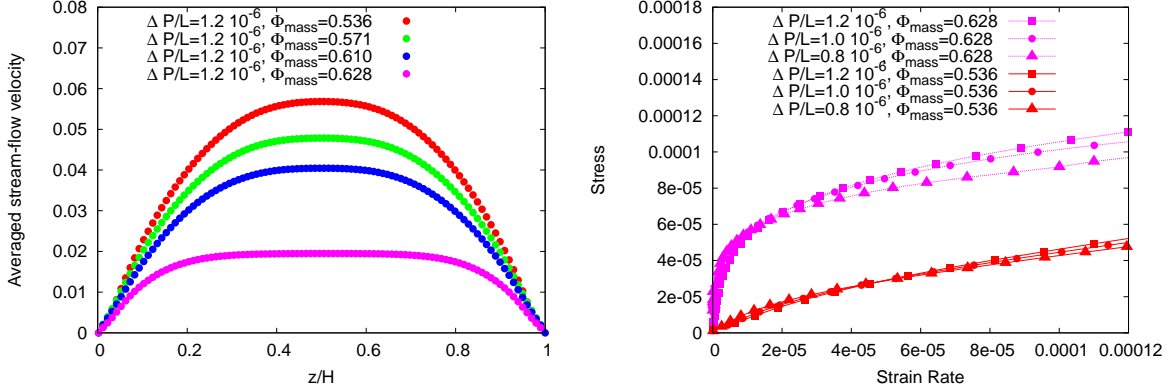 Δ P/L=1.2 10⁻⁶, Φmass=0.536
Δ P/L=1.2 10⁻⁶, Φmass=0.571
Δ P/L=1.2 10⁻⁶, Φmass=0.610
Δ P/L=1.2 10⁻⁶, Φmass=0.628
0.08
0.07
0.06
0.05
0.04
0.03
0.02
0.01
0
Averaged stream-flow velocity
0 0.2 0.4 0.6 0.8 1
z/H
Δ P/L=1.2 10⁻⁶, Φmass=0.628
Δ P/L=1.0 10⁻⁶, Φmass=0.628
Δ P/L=0.8 10⁻⁶, Φmass=0.628
Δ P/L=1.2 10⁻⁶, Φmass=0.536
Δ P/L=1.0 10⁻⁶, Φmass=0.536
Δ P/L=0.8 10⁻⁶, Φmass=0.536
0.00018
0.00016
0.00014
0.00012
0.0001
8e-05
6e-05
4e-05
2e-05
0
Stress
0 2e-05 4e-05 6e-05 8e-05 0.0001 0.00012
Strain Rate